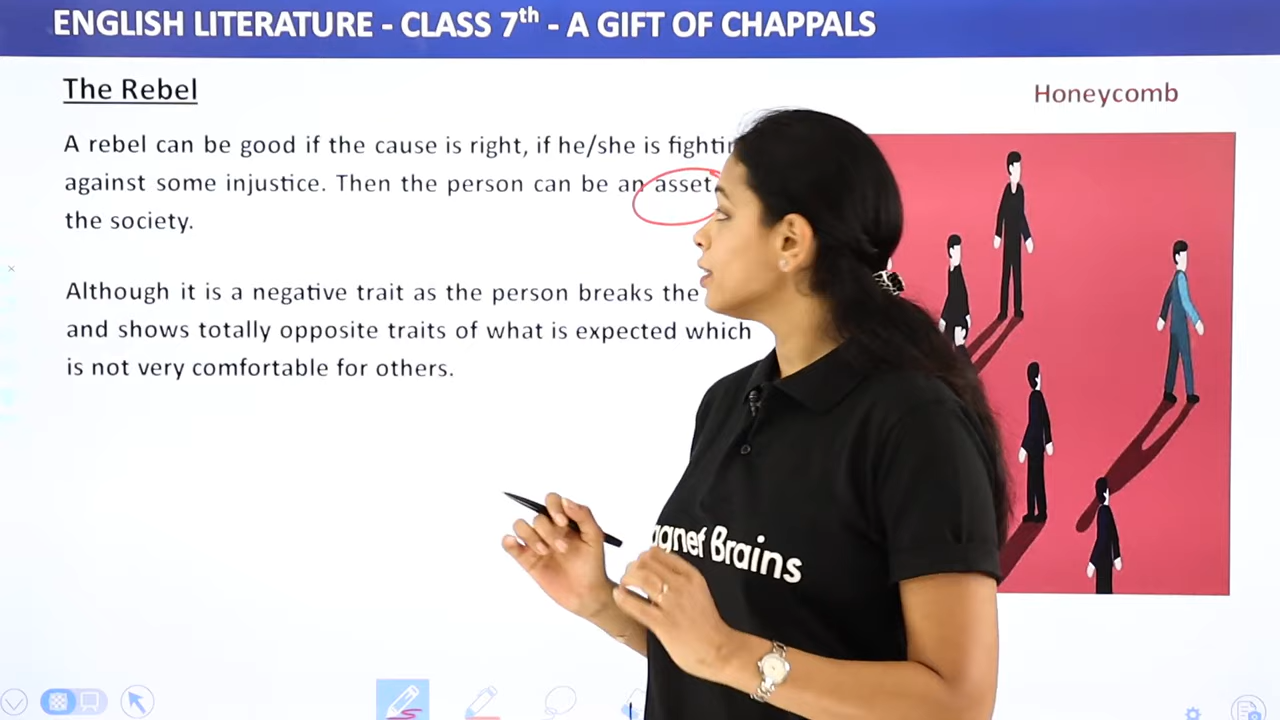 ENGLISH LITERATURE - CLASS 7th - A GIFT OF CHAPPALS
The Rebel
Honeycomb
A rebel can be good if the cause is right, if he/she is
against some injustice. Then the person can be an asset
the society.
Although it is a negative trait as the person breaks the
and shows totally opposite traits of what is expected which
is not very comfortable for others.
Brains